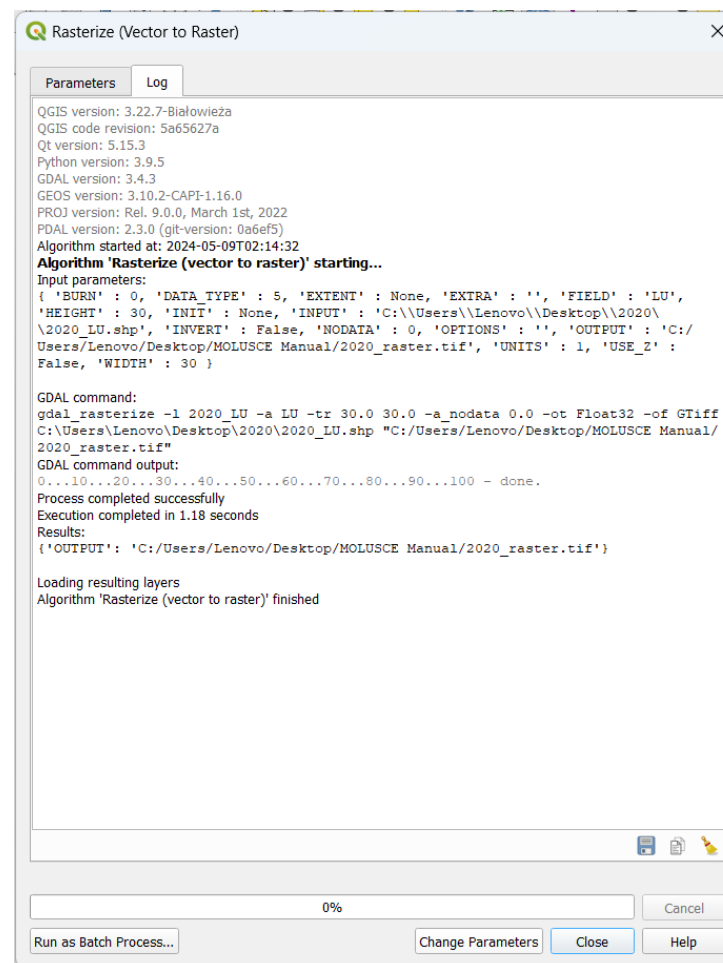 Rasterize (Vector to Raster)
Parameters
Log
QGIS version: 3.22.7-Białowieża
QGIS code revision: 5a65627a
Qt version: 5.15.3
Python version: 3.9.5
GDAL version: 3.4.3
GEOS version: 3.10.2-CAPI-1.16.0
PROJ version: Rel. 9.0.0, March 1st, 2022
PDAL version: 2.3.0 (git-version: 0a6ef5)
Algorithm started at: 2024-05-09T02:14:32
Algorithm 'Rasterize (vector to raster)' starting...
Input parameters:
{ 'BURN' : 0, 'DATA_TYPE' : 5, 'EXTENT' : None, 'EXTRA' : '', 'FIELD' : 'LU',
'HEIGHT' : 30, 'INIT' : None, 'INPUT' : 'C:\\Users\\Lenovo\\Desktop\\2020\
\2020_LU.shp', 'INVERT' : False, 'NODATA' : 0, 'OPTIONS' : '', 'OUTPUT' : 'C:/
Users/Lenovo/Desktop/MOLUSCE Manual/2020_raster.tif', 'UNITS' : 1, 'USE_Z' :
False, 'WIDTH' : 30 }
GDAL command:
gdal_rasterize -l 2020_LU -a LU -tr 30.0 30.0 -a_nodata 0.0 -ot Float32 -of GTiff
C:\Users\Lenovo\Desktop\2020\2020_LU.shp "C:/Users/Lenovo/Desktop/MOLUSCE Manual/
2020_raster.tif"
GDAL command output:
0...10...20...30...40...50...60...70...80...90...100 - done.
Process completed successfully
Execution completed in 1.18 seconds
Results:
{'OUTPUT': 'C:/Users/Lenovo/Desktop/MOLUSCE Manual/2020_raster.tif'}
Loading resulting layers
Algorithm 'Rasterize (vector to raster)' finished
0%
Cancel
Run as Batch Process...
Change Parameters
Close
Help